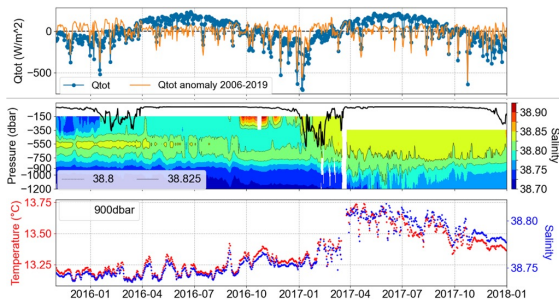 Qtot (W/m^2)
0
−500
Qtot
Qtot anomaly 2006-2019
Pressure (dbar)
−150
−350
−550
−750
−900
−1200
38.8
38.825
38.90
38.85
38.80
38.75
38.70
Salinity
Temperature (°C)
13.75
13.50
13.25
900dbar
38.80
38.75
Salinity
2016-01 2016-04 2016-07 2016-10 2017-01 2017-04 2017-07 2017-10 2018-01